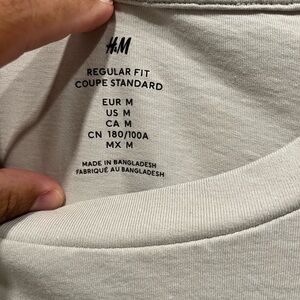 H&M
REGULAR FIT
COUPE STANDARD
EUR M
US M
CA M
CN 180/100A
MX M
MADE IN BANGLADESH
FABRIQUÉ AU BANGLADESH